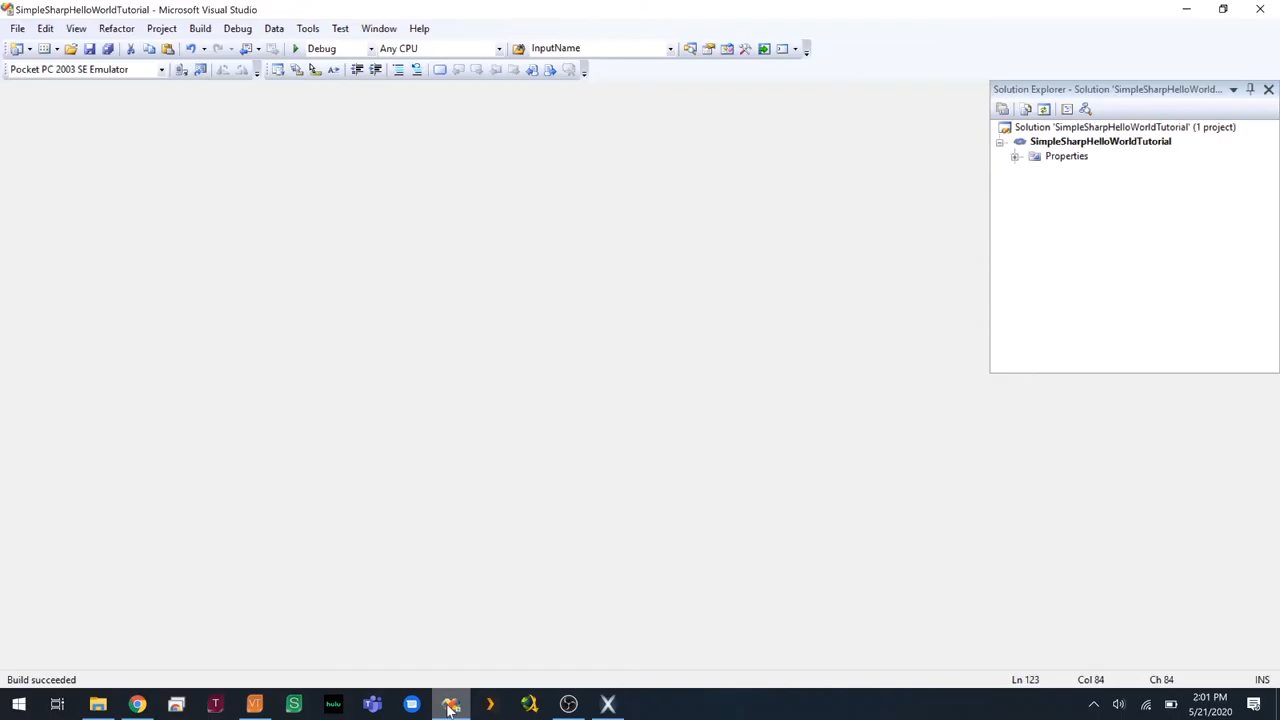 SimpleSharpHelloWorldTutorial - Microsoft Visual Studio
File Edit View Refactor Project Build Debug Data Tools Test Window Help
Debug Any CPU InputName
Pocket PC 2003 SE Emulator
Solution Explorer - Solution 'SimpleSharpHelloWorld...
Solution 'SimpleSharpHelloWorldTutorial' (1 project)
SimpleSharpHelloWorldTutorial
Properties
Build succeeded Ln 123 Col 84 Ch 84 INS
T VT S hulu X
2:01 PM
5/21/2020